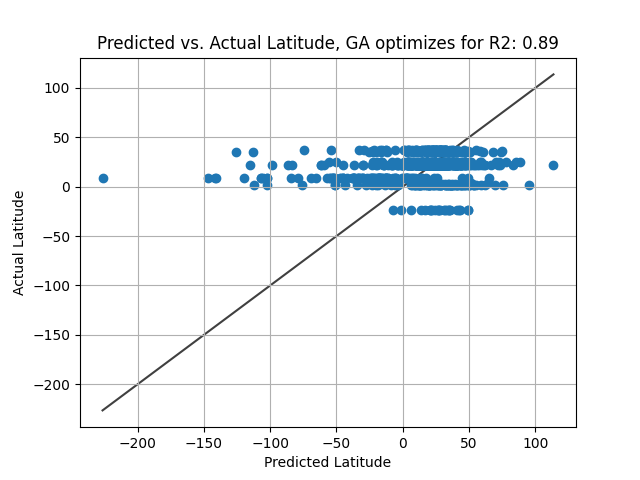 Predicted vs. Actual Latitude, GA optimizes for R2: 0.89
100
50
0
−50
−100
−150
−200
Actual Latitude
−200 −150 −100 −50 0 50 100
Predicted Latitude